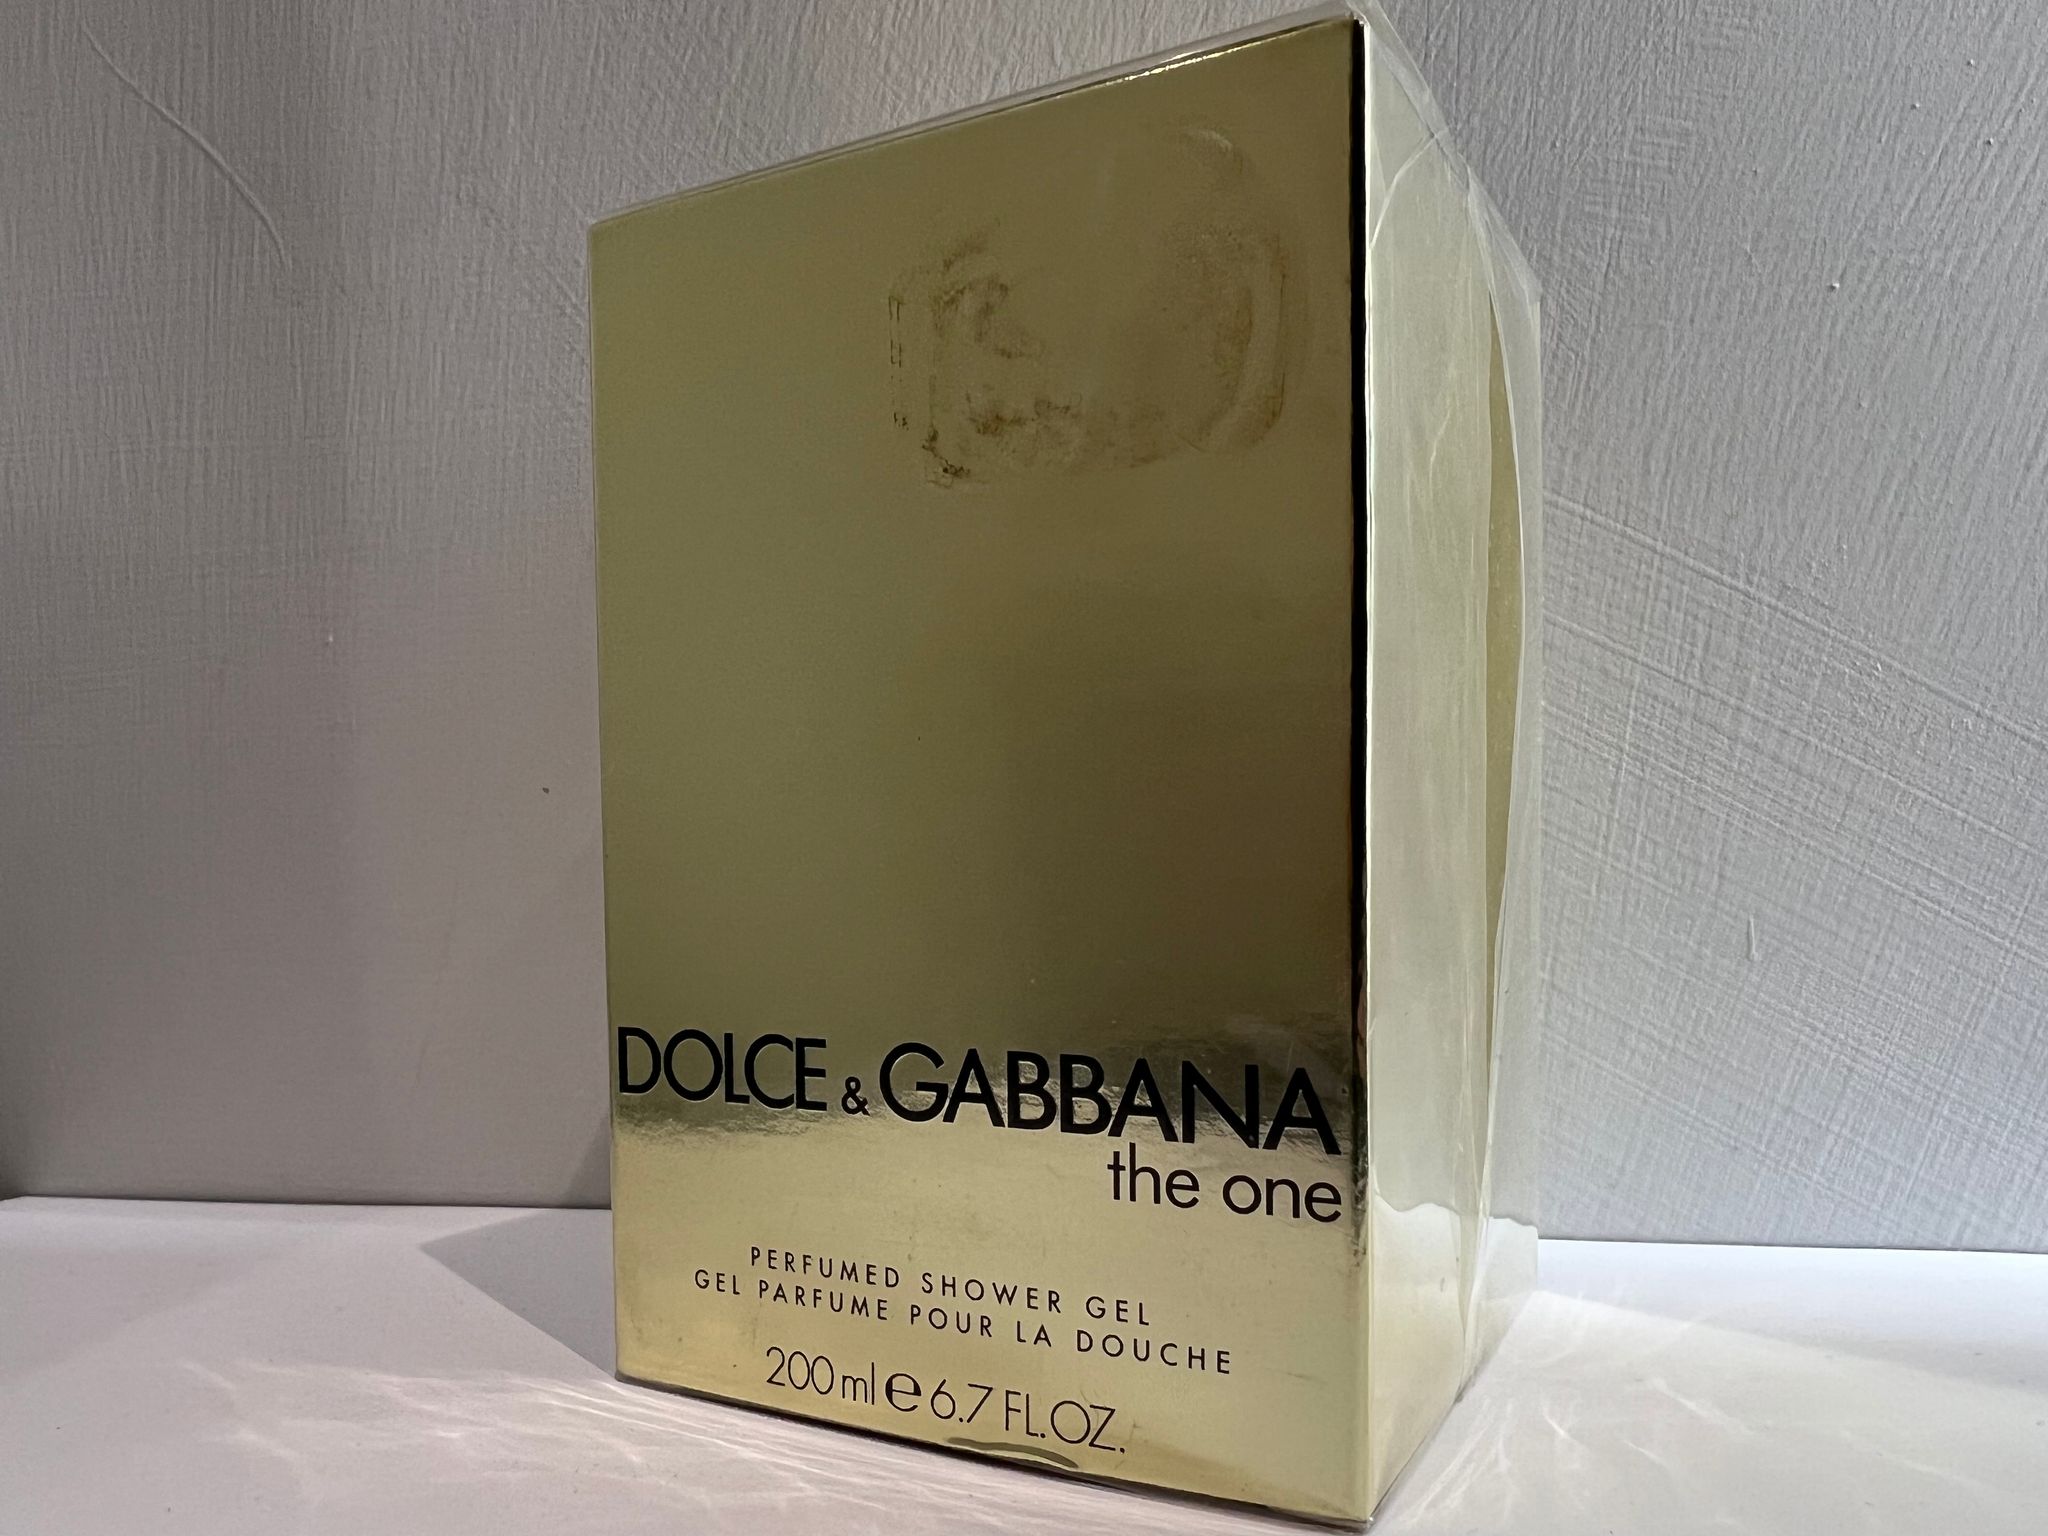 DOLCE & GABBANA
the one
PERFUMED SHOWER GEL
GEL PARFUME POUR LA DOUCHE
200 ml e 6.7 FL.OZ.